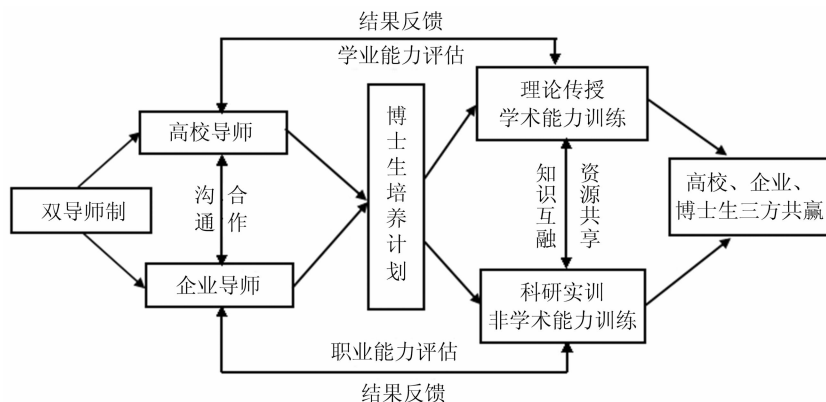 结果反馈
学业能力评估
高校导师
双导师制
沟通
合作
企业导师
博士生培养计划
理论传授
学术能力训练
知识互融
资源共享
科研实训
非学术能力训练
高校、企业、
博士生三方共赢
职业能力评估
结果反馈